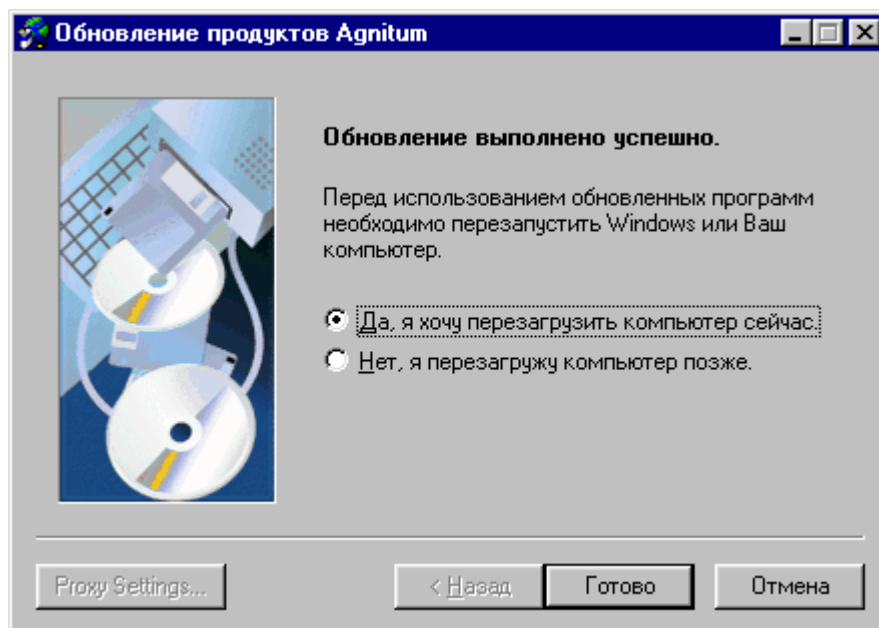 Обновление продуктов Agnitum
Обновление выполнено успешно.
Перед использованием обновленных программ
необходимо перезапустить Windows или Ваш
компьютер.
Да, я хочу перезагрузить компьютер сейчас.
Нет, я перезагружу компьютер позже.
Proxy Settings...
< Назад
Готово
Отмена